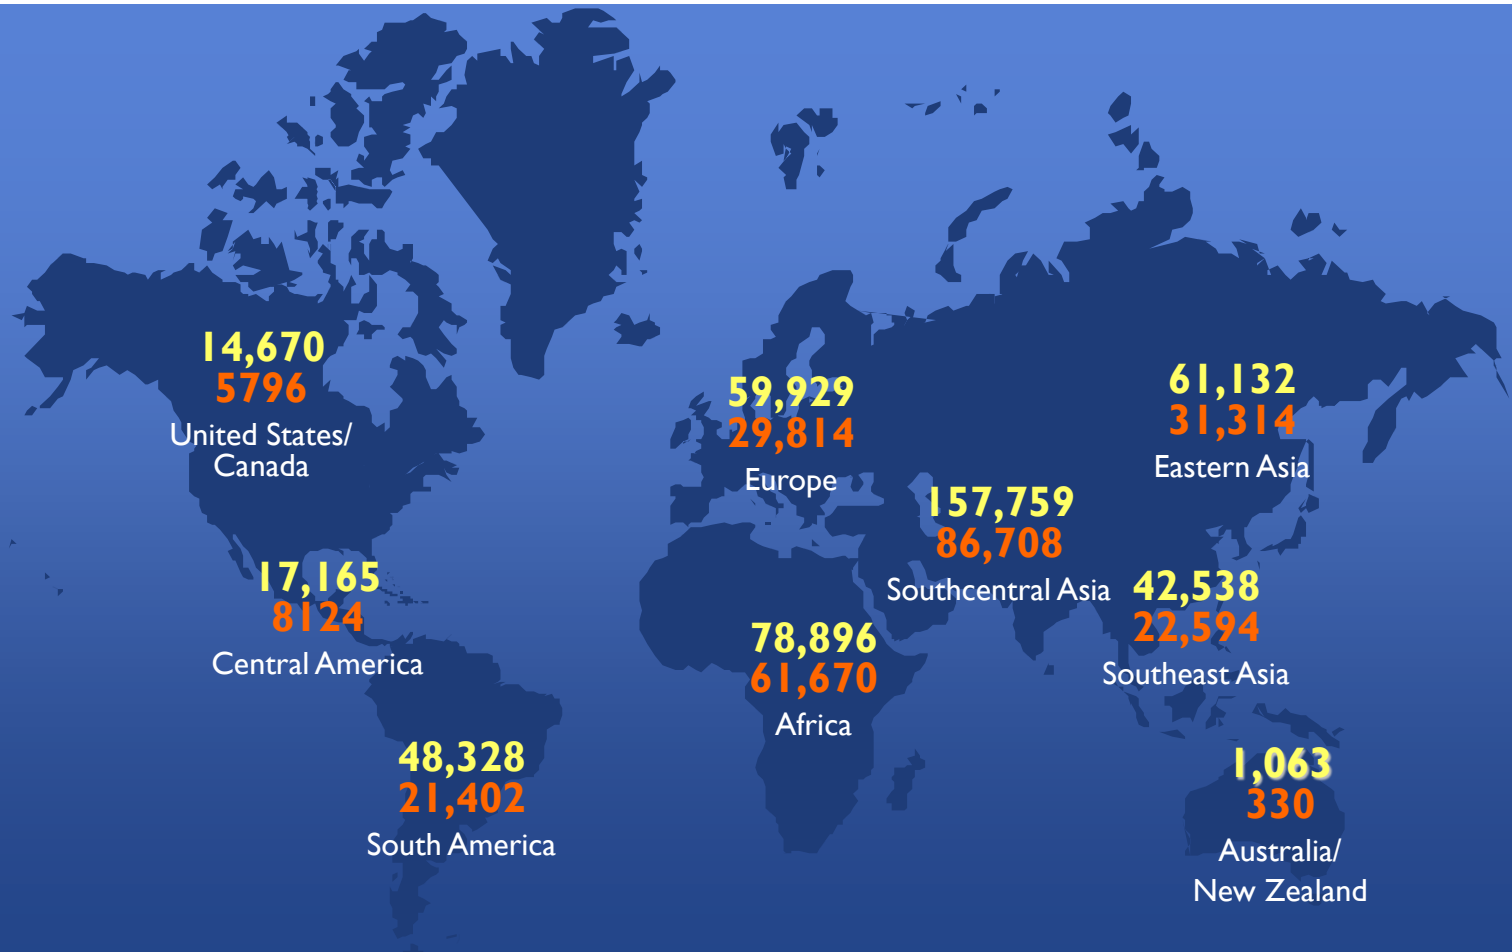 14,670
5796
United States/
Canada
59,929
29,814
Europe
61,132
31,314
Eastern Asia
157,759
86,708
Southcentral Asia
17,165
8124
Central America
42,538
22,594
Southeast Asia
78,896
61,670
Africa
48,328
21,402
South America
1,063
330
Australia/
New Zealand